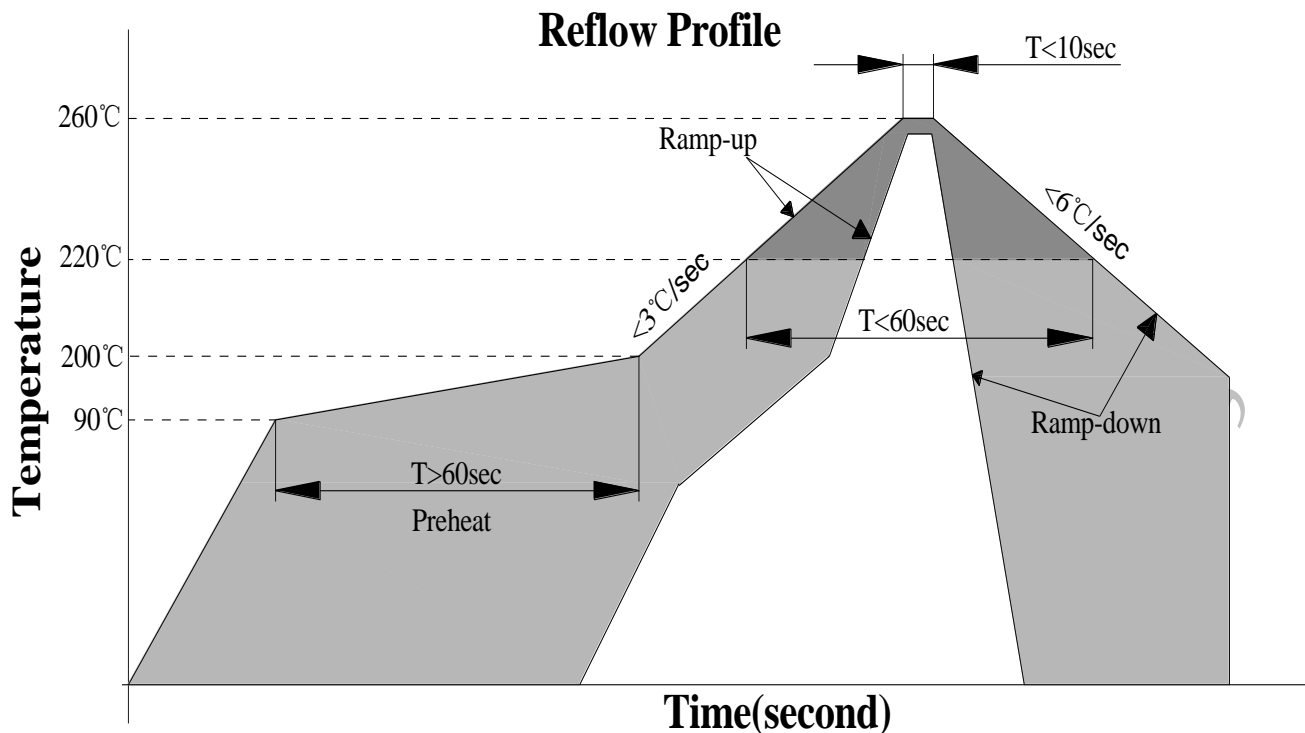 Reflow Profile
T<10sec
260℃
Ramp-up
<6℃/sec
220℃
<3℃/sec
T<60sec
200℃
90℃
Ramp-down
T>60sec
Preheat
Temperature
Time(second)